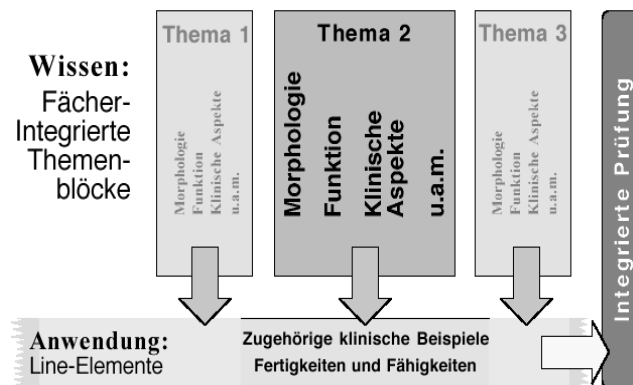 Wissen:
Fächer-
Integrierte
Themen-
blöcke
Thema 1
Morphologie
Funktion
Klinische Aspekte
u.a.m.
Thema 2
Morphologie
Funktion
Klinische
Aspekte
u.a.m.
Thema 3
Morphologie
Funktion
Klinische Aspekte
u.a.m.
Integrierte Prüfung
Anwendung:
Line-Elemente
Zugehörige klinische Beispiele
Fertigkeiten und Fähigkeiten